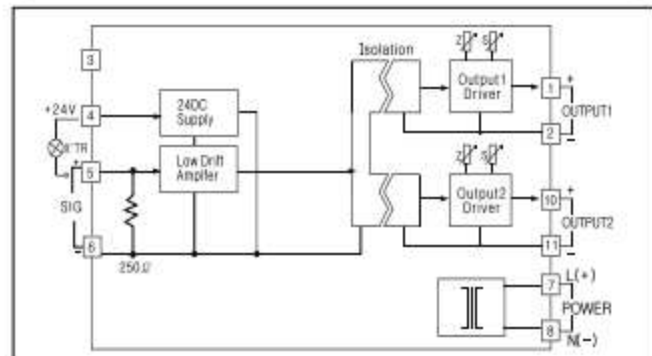 Isolation
3
Z
S
+24V
4
24DC
Supply
Output1
Driver
1
+
OUTPUT1
2
-
5
+
Low Drift
Ampifer
SIG
6
-
250Ω
Z
S
Output2
Driver
10
+
OUTPUT2
11
-
7
L(+)
POWER
8
N(-)